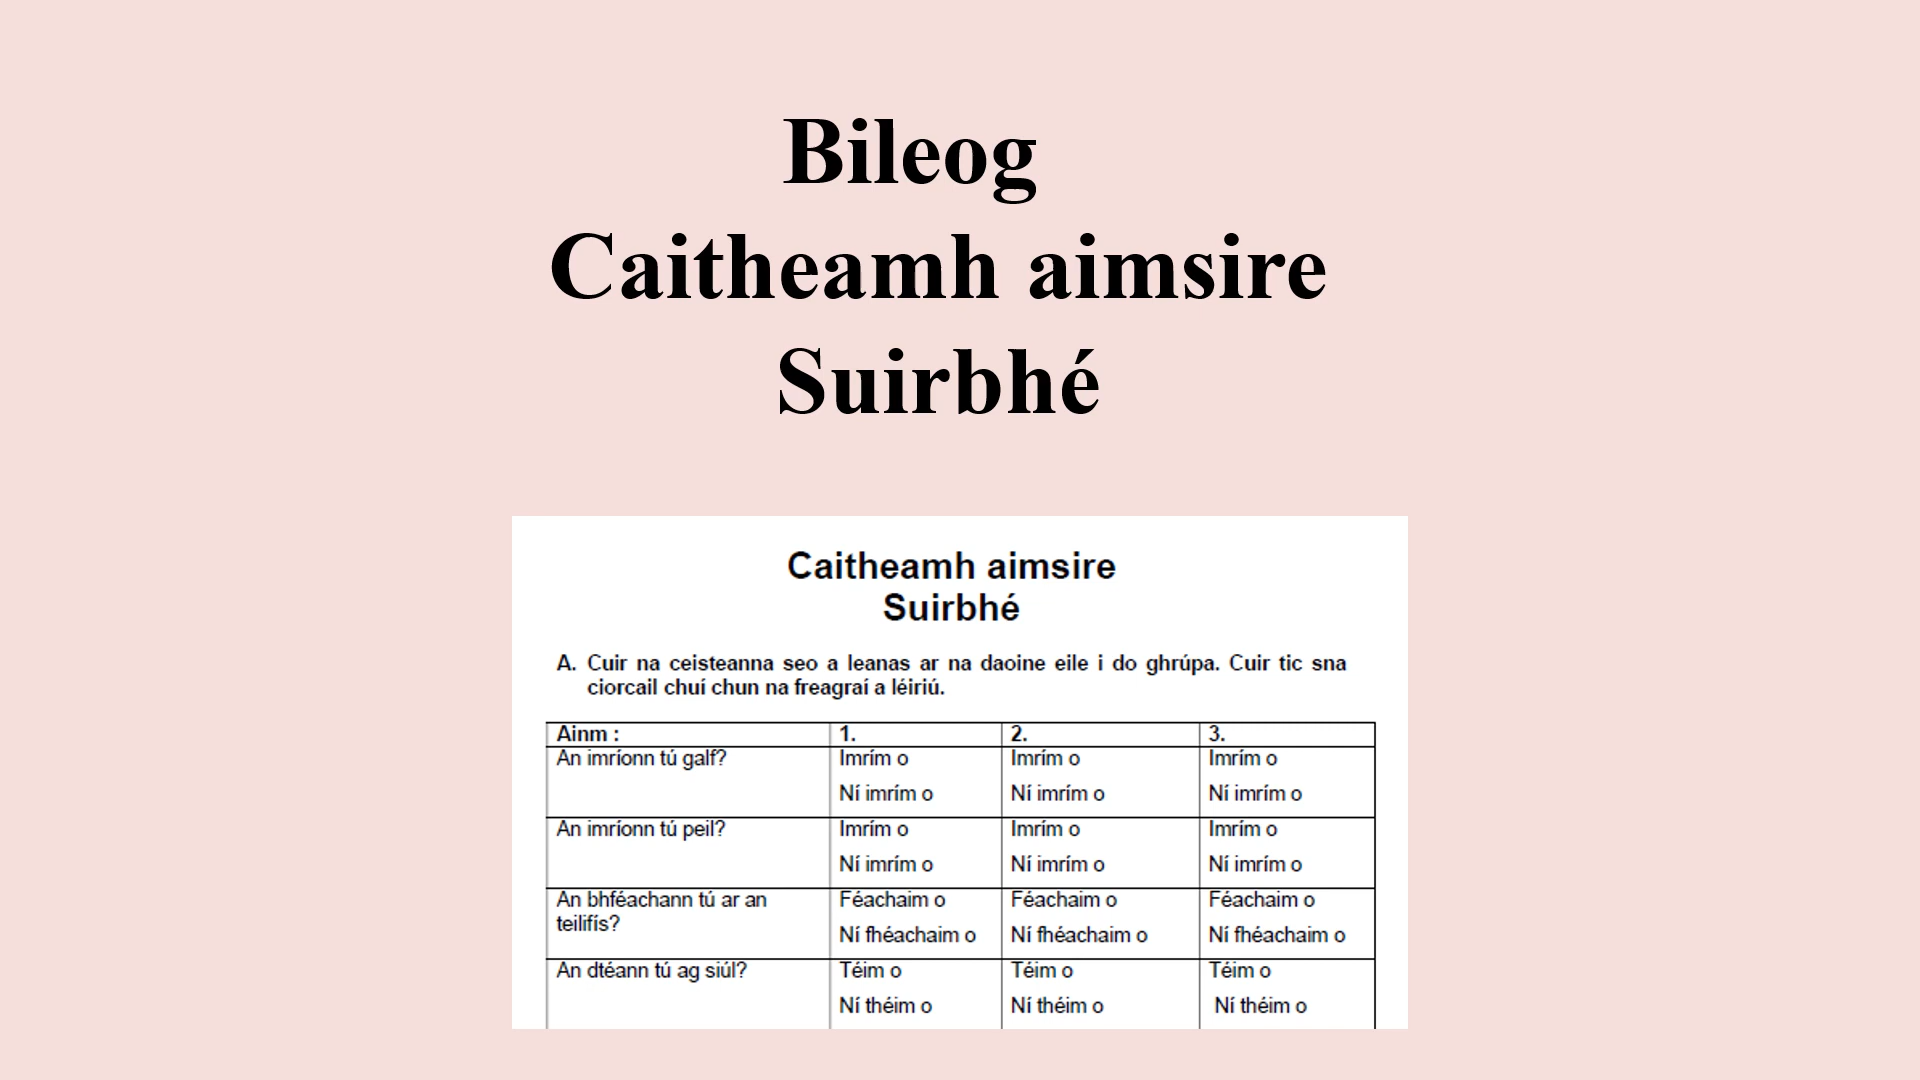 Bileog
Caitheamh aimsire
Suirbhé
Caitheamh aimsire
Suirbhé
A. Cuir na ceisteanna seo a leanas ar na daoine eile i do ghrúpa. Cuir tic sna
ciorcail chuí chun na freagraí a léiriú.
Ainm : 1. 2. 3.
An imríonn tú galf? Imrím o Imrím o Imrím o
Ní imrím o Ní imrím o Ní imrím o
An imríonn tú peil? Imrím o Imrím o Imrím o
Ní imrím o Ní imrím o Ní imrím o
An bhféachann tú ar an Féachaim o Féachaim o Féachaim o
teilifís?
Ní fhéachaim o Ní fhéachaim o Ní fhéachaim o
An dtéann tú ag siúl? Téim o Téim o Téim o
Ní théim o Ní théim o Ní théim o